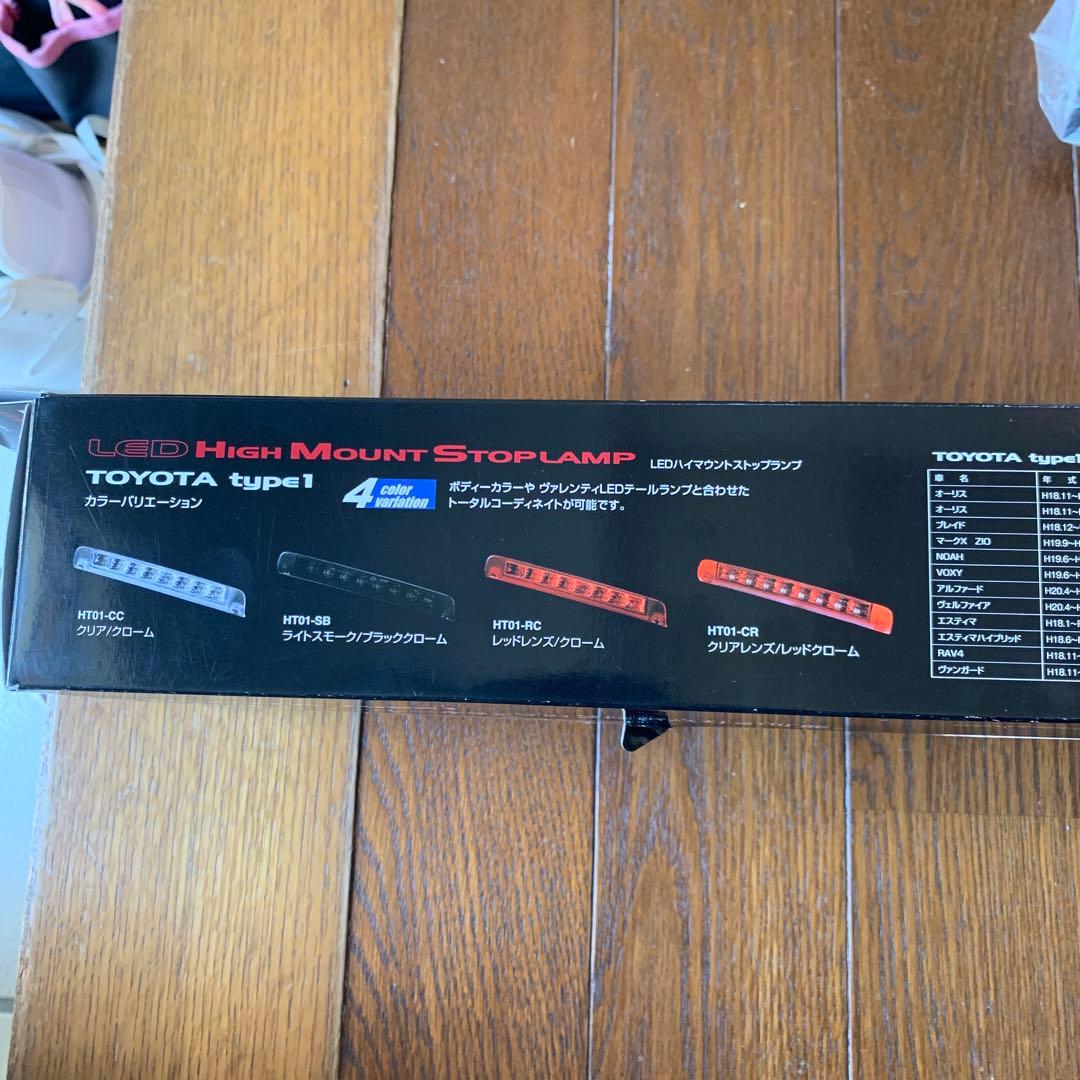 LED HIGH MOUNT STOP LAMP LEDハイマウントストップランプ
TOYOTA type1
カラーバリエーション
4 color variation
ボディーカラーや ヴァレンティLEDテールランプと合わせた
トータルコーディネイトが可能です。
HT01-CC
クリア/クローム
HT01-SB
ライトスモーク/ブラッククローム
HT01-RC
レッドレンズ/クローム
HT01-CR
クリアレンズ/レッドクローム
TOYOTA type1
車 名 年 式
オーリス H18.11~
オーリス H18.11~
ブレイド H18.12~
マークX ZIO H19.9~H
NOAH H19.6~
VOXY H19.6~
アルファード H20.4~
ヴェルファイア H20.4~
エスティマ H18.1~
エスティマハイブリッド H18.6~
RAV4 H18.11~
ヴァンガード H18.11~